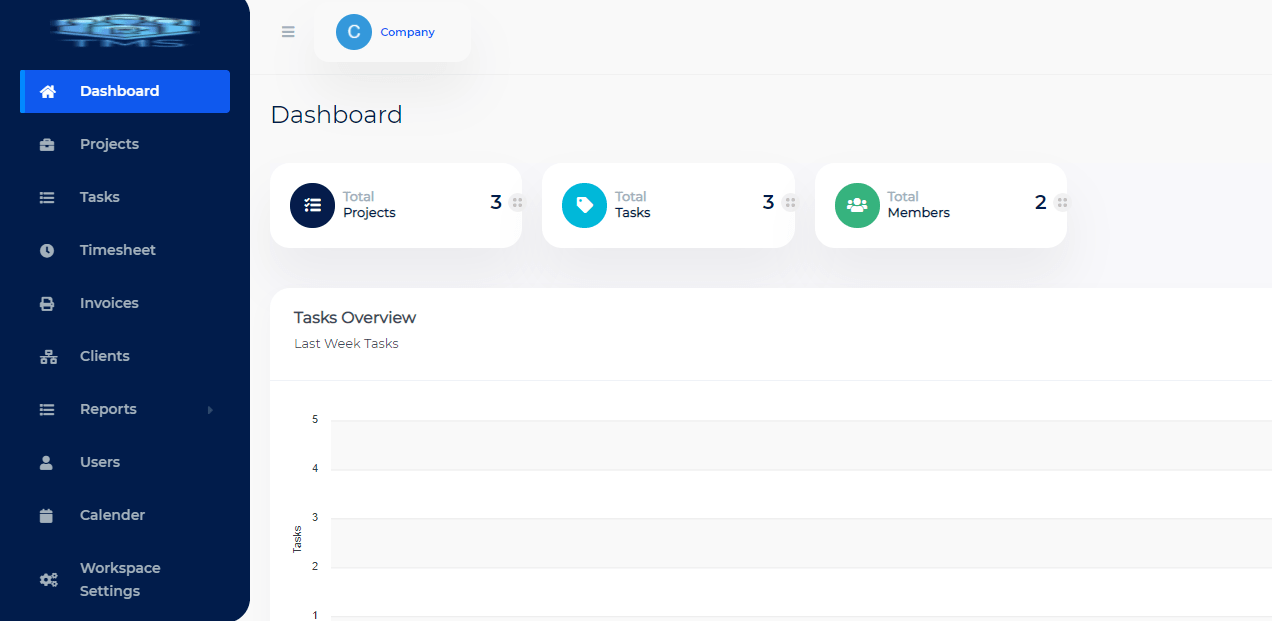 TMS
Dashboard
Projects
Tasks
Timesheet
Invoices
Clients
Reports
Users
Calender
Workspace
Settings
C Company
Dashboard
Total
Projects
3
Total
Tasks
3
Total
Members
2
Tasks Overview
Last Week Tasks
5
4
3
2
1
Tasks